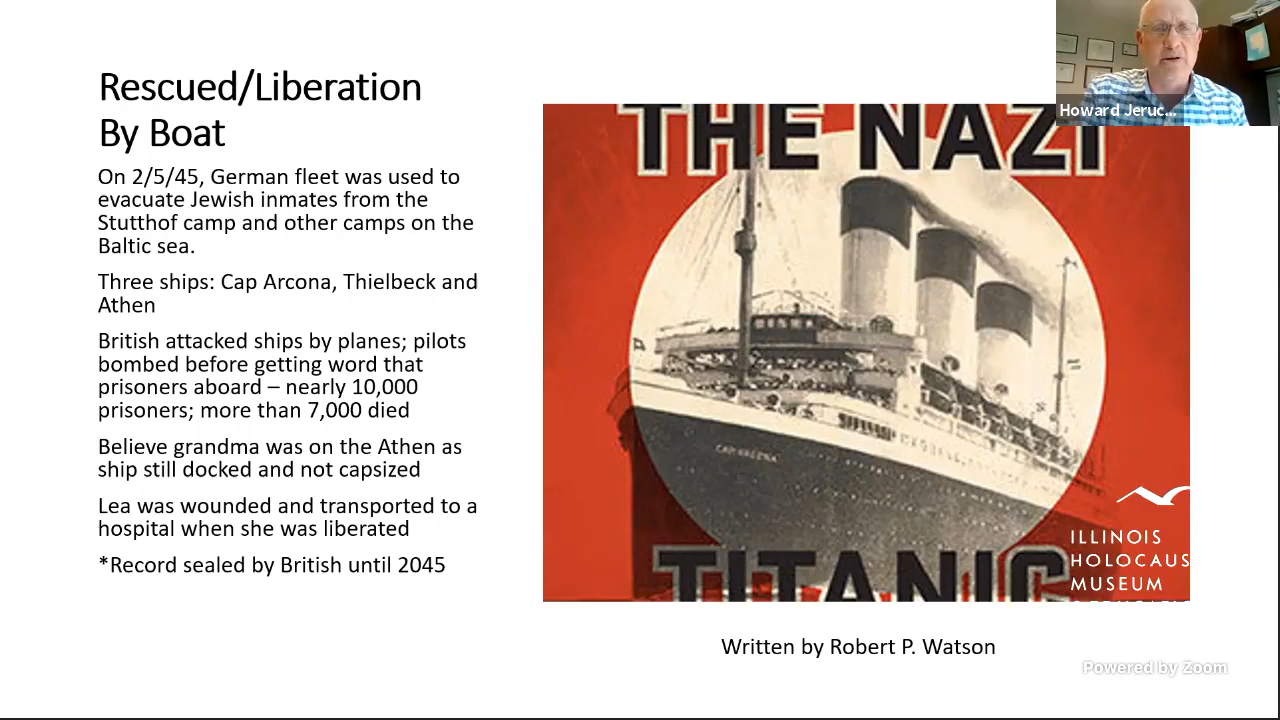 Rescued/Liberation
By Boat
On 2/5/45, German fleet was used to
evacuate Jewish inmates from the
Stutthof camp and other camps on the
Baltic sea.
Three ships: Cap Arcona, Thielbeck and
Athen
British attacked ships by planes; pilots
bombed before getting word that
prisoners aboard – nearly 10,000
prisoners; more than 7,000 died
Believe grandma was on the Athen as
ship still docked and not capsized
Lea was wounded and transported to a
hospital when she was liberated
*Record sealed by British until 2045
THE NAZI
CAP ARCONA
TITANIC
ILLINOIS
HOLOCAUS
MUSEUM
Written by Robert P. Watson
Howard Jeruc...
Powered by Zoom